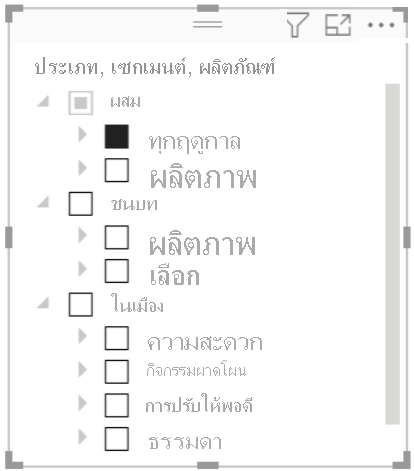 ประเภท, เซกเมนต์, ผลิตภัณฑ์
ผสม
ทุกฤดูกาล
ผลิตภาพ
ชนบท
ผลิตภาพ
เลือก
ในเมือง
ความสะดวก
กิจกรรมผาดโผน
การปรับให้พอดี
ธรรมดา